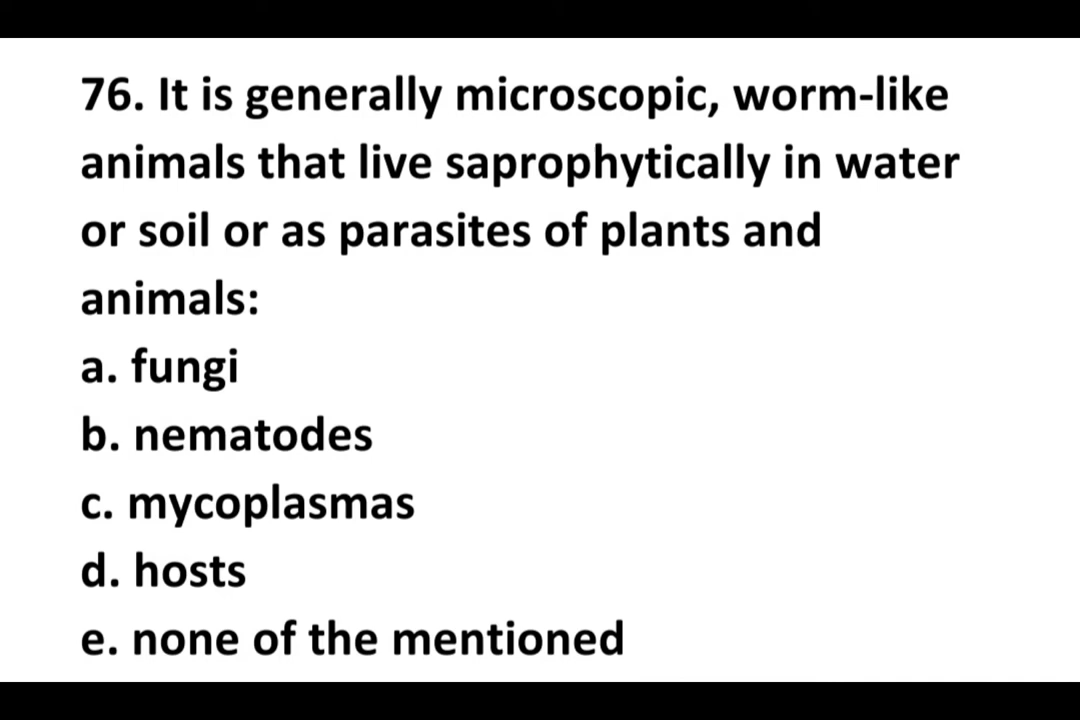 76. It is generally microscopic, worm-like
animals that live saprophytically in water
or soil or as parasites of plants and
animals:
a. fungi
b. nematodes
c. mycoplasmas
d. hosts
e. none of the mentioned